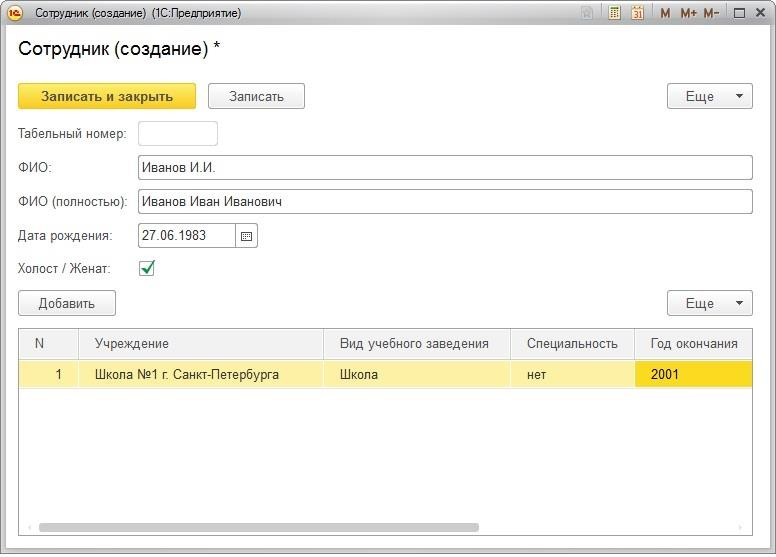 Сотрудник (создание) (1С:Предприятие) 31 M M+ M-
Сотрудник (создание) *
Записать и закрыть Записать Еще
Табельный номер:
ФИО: Иванов И.И.
ФИО (полностью): Иванов Иван Иванович
Дата рождения: 27.06.1983
Холост / Женат:
Добавить Еще
N Учреждение Вид учебного заведения Специальность Год окончания
1 Школа №1 г. Санкт-Петербурга Школа нет 2001